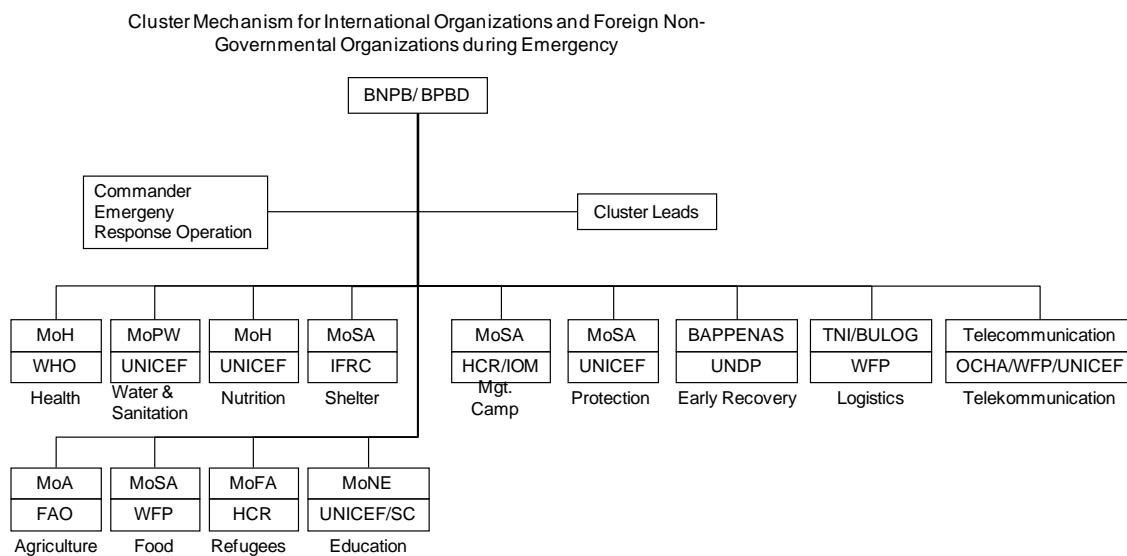 Cluster Mechanism for International Organizations and Foreign Non-
Governmental Organizations during Emergency
BNPB/ BPBD
Commander
Emergeny
Response Operation
Cluster Leads
MoH
WHO
Health
MoPW
UNICEF
Water &
Sanitation
MoH
UNICEF
Nutrition
MoSA
IFRC
Shelter
MoSA
HCR/IOM
Mgt.
Camp
MoSA
UNICEF
Protection
BAPPENAS
UNDP
Early Recovery
TNI/BULOG
WFP
Logistics
Telecommunication
OCHA/WFP/UNICEF
Telekommunication
MoA
FAO
Agriculture
MoSA
WFP
Food
MoFA
HCR
Refugees
MoNE
UNICEF/SC
Education